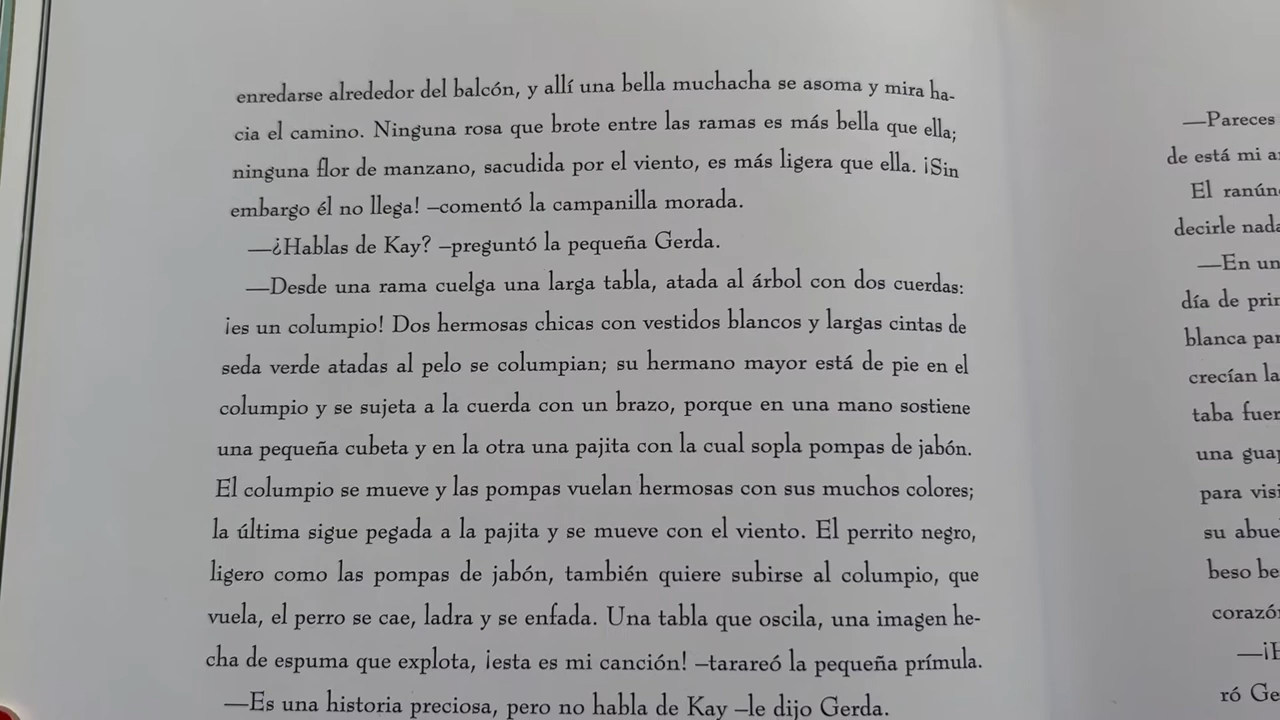 enredarse alrededor del balcón, y allí una bella muchacha se asoma y mira ha-
cia el camino. Ninguna rosa que brote entre las ramas es más bella que ella;
ninguna flor de manzano, sacudida por el viento, es más ligera que ella. ¡Sin
embargo él no llega! –comentó la campanilla morada.
—¿Hablas de Kay? –preguntó la pequeña Gerda.
—Desde una rama cuelga una larga tabla, atada al árbol con dos cuerdas:
¡es un columpio! Dos hermosas chicas con vestidos blancos y largas cintas de
seda verde atadas al pelo se columpian; su hermano mayor está de pie en el
columpio y se sujeta a la cuerda con un brazo, porque en una mano sostiene
una pequeña cubeta y en la otra una pajita con la cual sopla pompas de jabón.
El columpio se mueve y las pompas vuelan hermosas con sus muchos colores;
la última sigue pegada a la pajita y se mueve con el viento. El perrito negro,
ligero como las pompas de jabón, también quiere subirse al columpio, que
vuela, el perro se cae, ladra y se enfada. Una tabla que oscila, una imagen he-
cha de espuma que explota, ¡esta es mi canción! –tarareó la pequeña prímula.
—Es una historia preciosa, pero no habla de Kay –le dijo Gerda.
—Pareces
de está mi
El
decirle
—En un
día de
blanca
crecían
taba
una
para
su
beso
corazón
—¡
ró